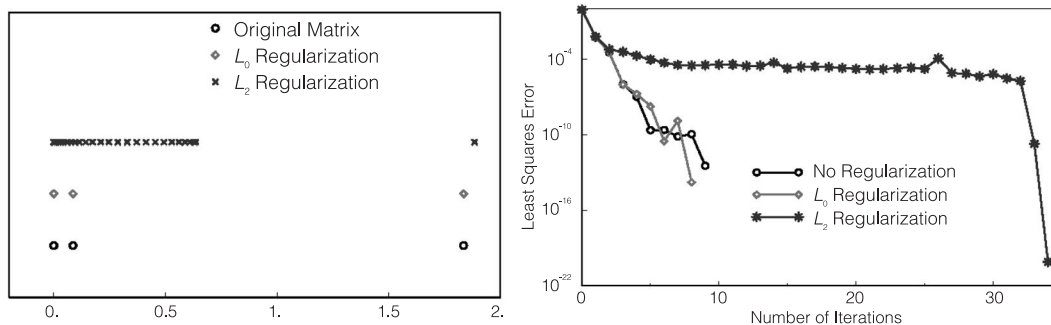 Original Matrix
L₀ Regularization
L₂ Regularization
0.
0.5
1.
1.5
2.
Least Squares Error
10⁻⁴
10⁻¹⁰
10⁻¹⁶
10⁻²²
No Regularization
L₀ Regularization
L₂ Regularization
0
10
20
30
Number of Iterations